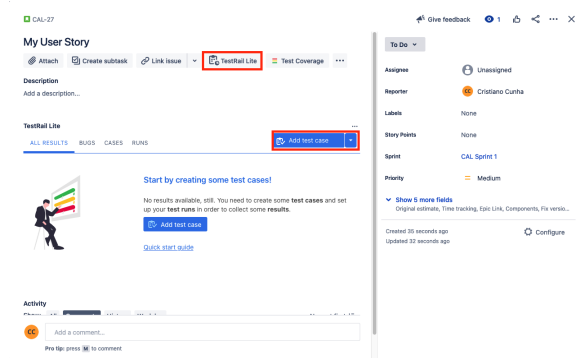 CAL-27
Give feedback
1
My User Story
Attach
Create subtask
Link issue
TestRail Lite
Test Coverage
Description
Add a description...
TestRail Lite
ALL RESULTS
BUGS
CASES
RUNS
Add test case
Start by creating some test cases!
No results available, still. You need to create some test cases and set
up your test runs in order to collect some results.
Add test case
Quick start guide
Activity
CC
Add a comment...
Pro tip: press M to comment
To Do
Assignee
Unassigned
Reporter
CC
Cristiano Cunha
Labels
None
Story Points
None
Sprint
CAL Sprint 1
Priority
Medium
Show 5 more fields
Original estimate, Time tracking, Epic Link, Components, Fix versio...
Created 35 seconds ago
Configure
Updated 32 seconds ago